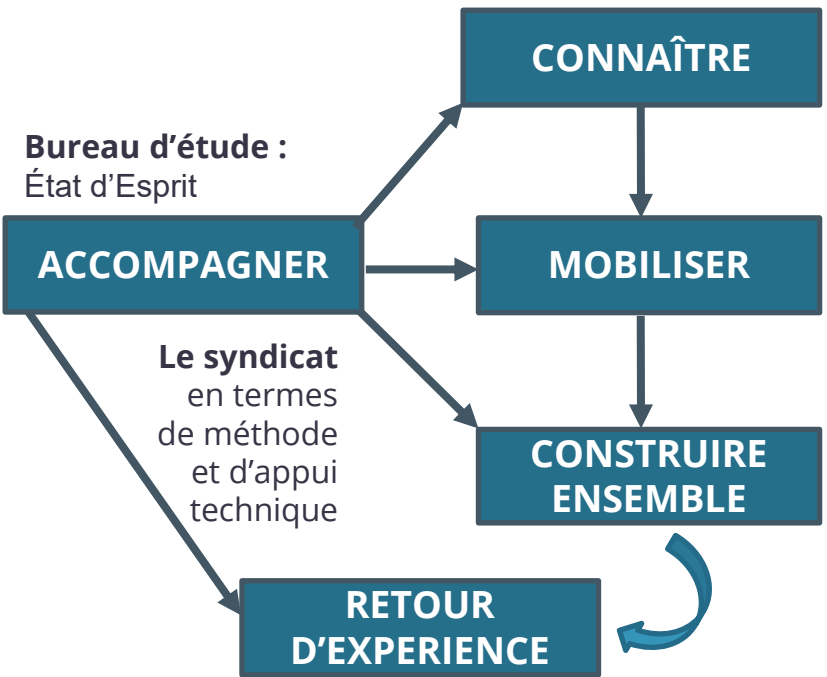 CONNAÎTRE
Bureau d’étude :
État d’Esprit
ACCOMPAGNER
MOBILISER
Le syndicat
en termes
de méthode
et d’appui
technique
CONSTRUIRE
ENSEMBLE
RETOUR
D’EXPERIENCE